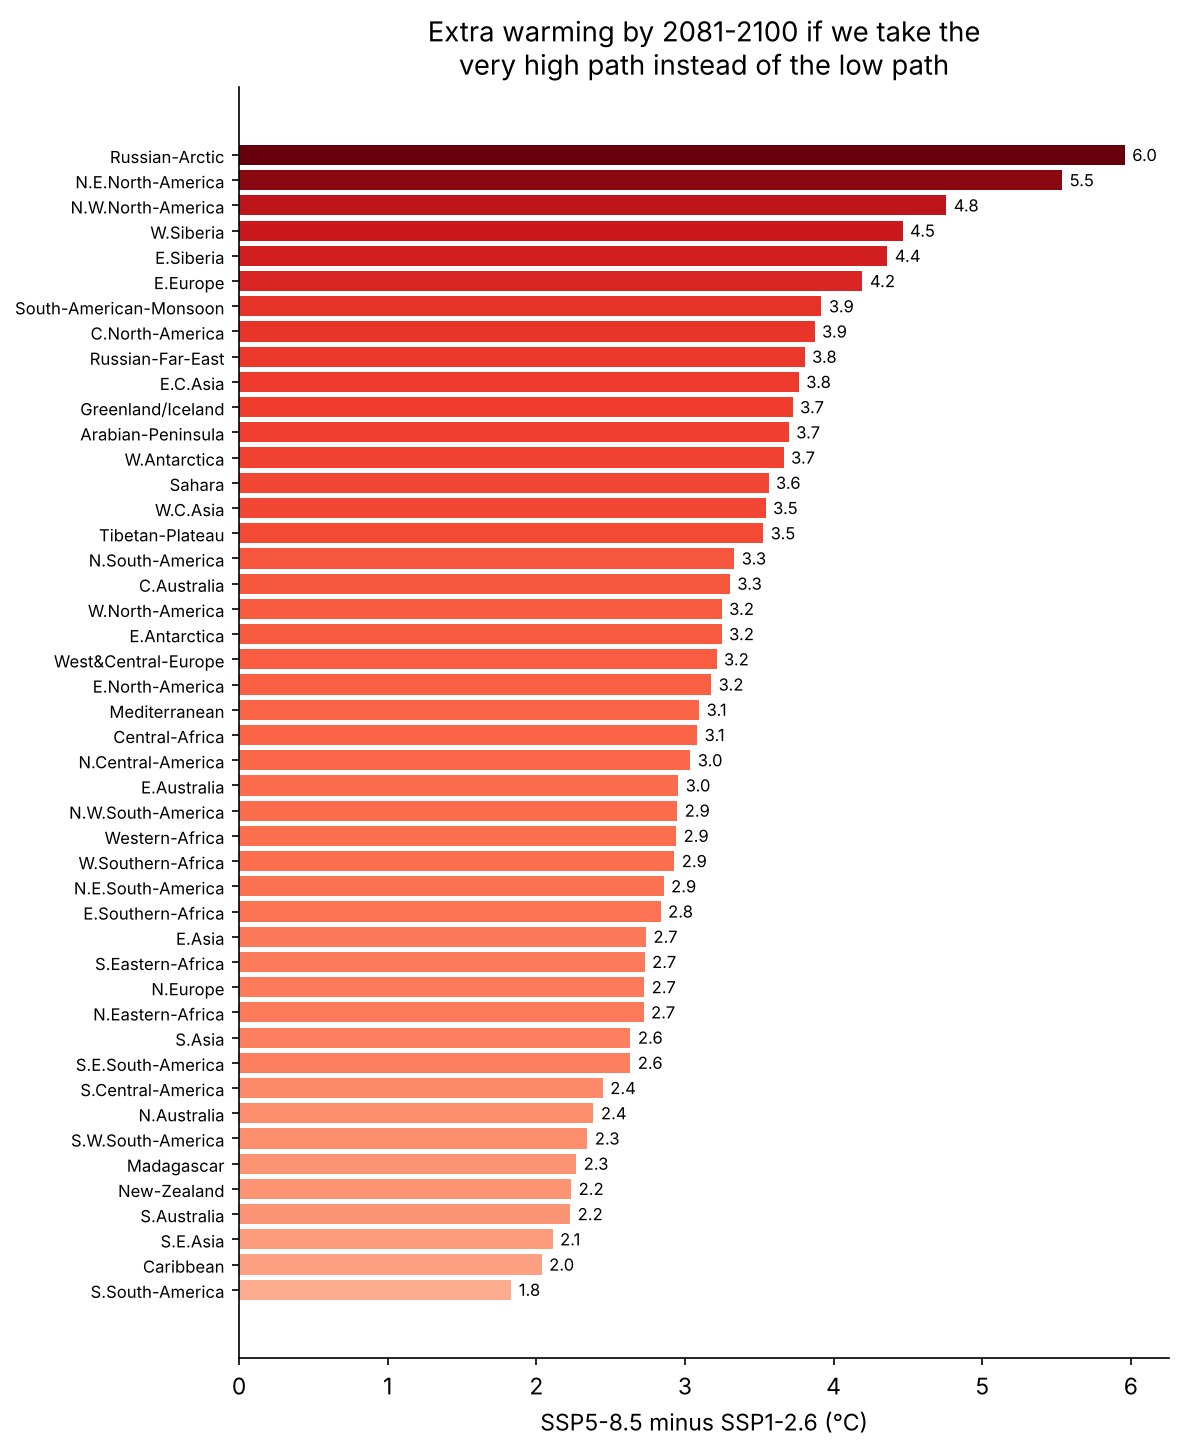 Extra warming by 2081-2100 if we take the
very high path instead of the low path
Russian-Arctic 6.0
N.E.North-America 5.5
N.W.North-America 4.8
W.Siberia 4.5
E.Siberia 4.4
E.Europe 4.2
South-American-Monsoon 3.9
C.North-America 3.9
Russian-Far-East 3.8
E.C.Asia 3.8
Greenland/Iceland 3.7
Arabian-Peninsula 3.7
W.Antarctica 3.7
Sahara 3.6
W.C.Asia 3.5
Tibetan-Plateau 3.5
N.South-America 3.3
C.Australia 3.3
W.North-America 3.2
E.Antarctica 3.2
West&Central-Europe 3.2
E.North-America 3.2
Mediterranean 3.1
Central-Africa 3.1
N.Central-America 3.0
E.Australia 3.0
N.W.South-America 2.9
Western-Africa 2.9
W.Southern-Africa 2.9
N.E.South-America 2.9
E.Southern-Africa 2.8
E.Asia 2.7
S.Eastern-Africa 2.7
N.Europe 2.7
N.Eastern-Africa 2.7
S.Asia 2.6
S.E.South-America 2.6
S.Central-America 2.4
N.Australia 2.4
S.W.South-America 2.3
Madagascar 2.3
New-Zealand 2.2
S.Australia 2.2
S.E.Asia 2.1
Caribbean 2.0
S.South-America 1.8
0 1 2 3 4 5 6
SSP5-8.5 minus SSP1-2.6 (°C)